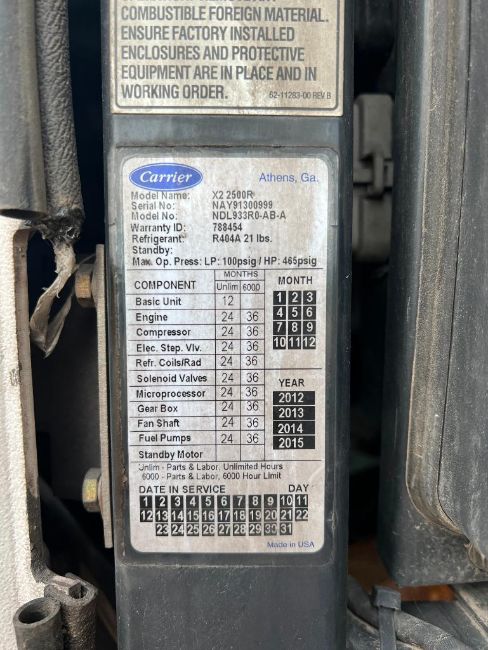 COMBUSTIBLE FOREIGN MATERIAL.
ENSURE FACTORY INSTALLED
ENCLOSURES AND PROTECTIVE
EQUIPMENT ARE IN PLACE AND IN
WORKING ORDER.
62-11283-00 REV B
Carrier
Athens, Ga.
Model Name: X2 2500R
Serial No: NAY91300999
Model No: NDL933R0-AB-A
Warranty ID: 788454
Refrigerant: R404A 21 lbs.
Standby:
Max. Op. Press: LP: 100psig / HP: 465psig
COMPONENT
MONTHS
Unlim 6000
Basic Unit 12
Engine 24 36
Compressor 24 36
Elec. Step. Vlv. 24 36
Refr. Coils/Rad
Solenoid Valves 24 36
Microprocessor 24 36
Gear Box 24 36
Fan Shaft 24 36
Fuel Pumps 24 36
Standby Motor
MONTH
1 2 3
4 5 6
7 8 9
10 11 12
YEAR
2012
2013
2014
2015
Unlim - Parts & Labor, Unlimited Hours
6000 - Parts & Labor, 6000 Hour Limit
DATE IN SERVICE DAY
1 2 3 4 5 6 7 8 9 10 11
12 13 14 15 16 17 18 19 20 21 22
23 24 25 26 27 28 29 30 31
Made in USA